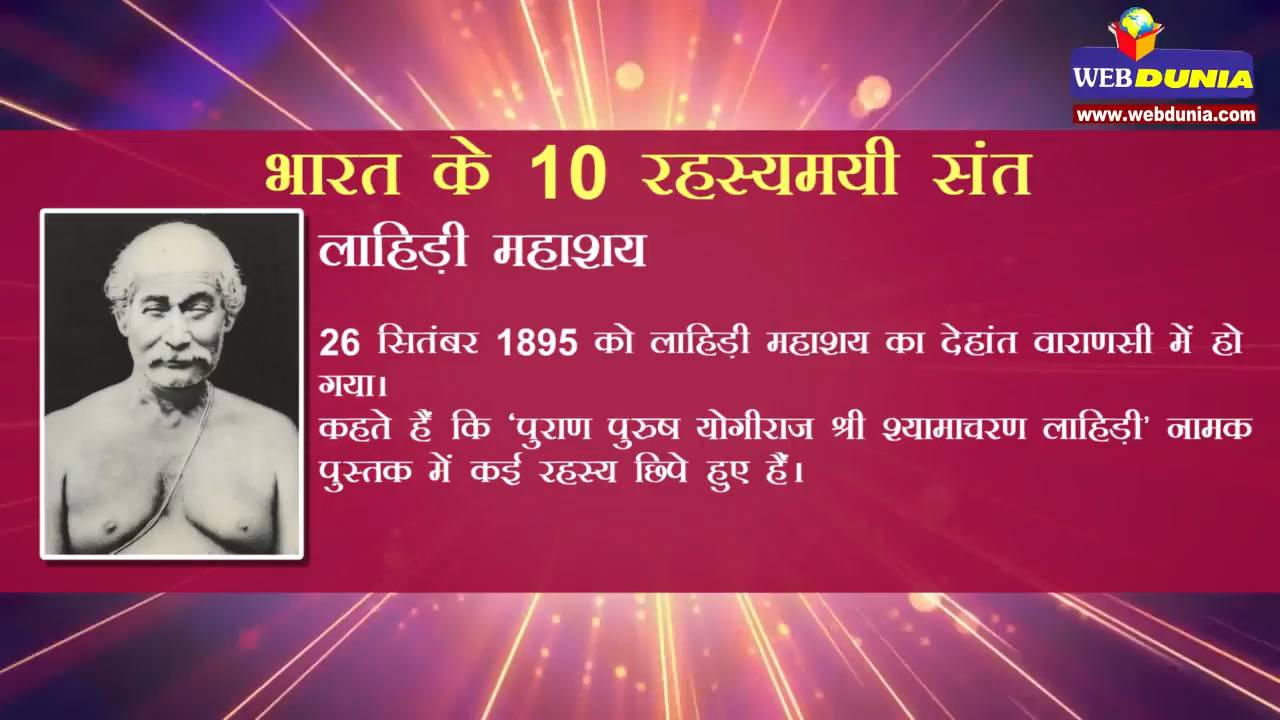 WEBDUNIA
www.webdunia.com
भारत के 10 रहस्यमयी संत
लाहिड़ी महाशय
26 सितंबर 1895 को लाहिड़ी महाशय का देहांत वाराणसी में हो
गया।
कहते हैं कि ‘पुराण पुरुष योगीराज श्री श्यामाचरण लाहिड़ी’ नामक
पुस्तक में कई रहस्य छिपे हुए हैं।